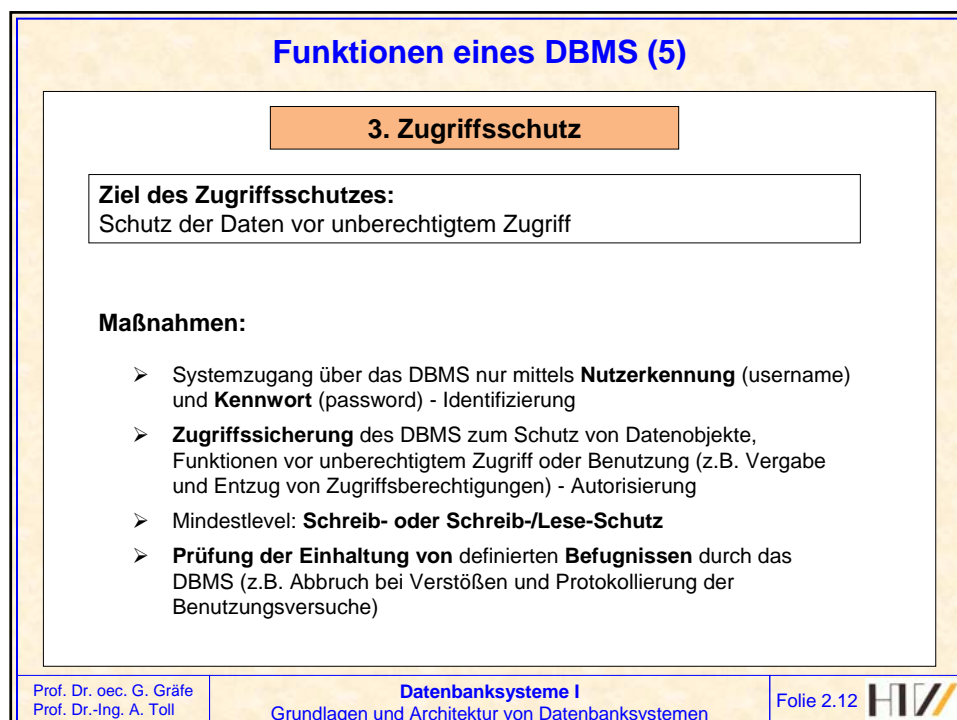 Funktionen eines DBMS (5)
3. Zugriffsschutz
Ziel des Zugriffsschutzes:
Schutz der Daten vor unberechtigtem Zugriff
Maßnahmen:
➢ Systemzugang über das DBMS nur mittels Nutzerkennung (username)
und Kennwort (password) - Identifizierung
➢ Zugriffssicherung des DBMS zum Schutz von Datenobjekte,
Funktionen vor unberechtigtem Zugriff oder Benutzung (z.B. Vergabe
und Entzug von Zugriffsberechtigungen) - Autorisierung
➢ Mindestlevel: Schreib- oder Schreib-/Lese-Schutz
➢ Prüfung der Einhaltung von definierten Befugnissen durch das
DBMS (z.B. Abbruch bei Verstößen und Protokollierung der
Benutzungsversuche)
Prof. Dr. oec. G. Gräfe
Prof. Dr.-Ing. A. Toll
Datenbanksysteme I
Grundlagen und Architektur von Datenbanksystemen
Folie 2.12
HTW